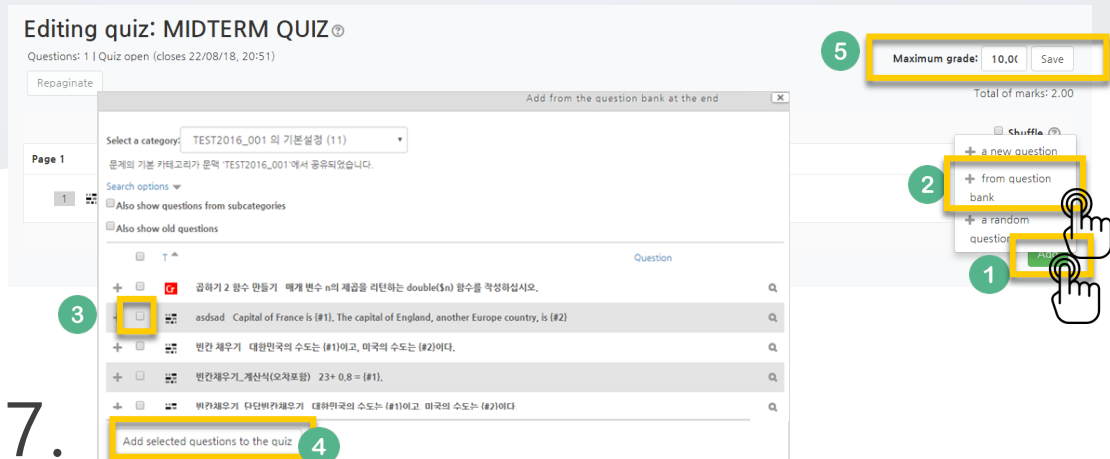 Editing quiz: MIDTERM QUIZ
Questions: 1 | Quiz open (closes 22/08/18, 20:51)
Repaginate
5
Maximum grade: 10,00 Save
Total of marks: 2.00
Shuffle
Page 1
1
Add from the question bank at the end
Select a category: TEST2016_001 의 기본설정 (11)
문제의 기본 카테고리가 문맥 'TEST2016_001'에서 공유되었습니다.
Search options
Also show questions from subcategories
Also show old questions
T Question
Cr 곱하기 2 함수 만들기 매개 변수 n의 제곱을 리턴하는 double($n) 함수를 작성하십시오.
3
asdsad Capital of France is {#1}. The capital of England, another Europe country, is {#2}
빈칸 채우기 대한민국의 수도는 {#1}이고, 미국의 수도는 {#2}이다.
빈칸채우기_계산식(오차포함) 23+ 0.8 = {#1}.
빈칸채우기 단답빈칸채우기 대한민국의 수도는 {#1}이고 미국의 수도는 {#2}이다
Add selected questions to the quiz
4
+ a new question
2
+ from question
bank
+ a random
question
1
Add
7.